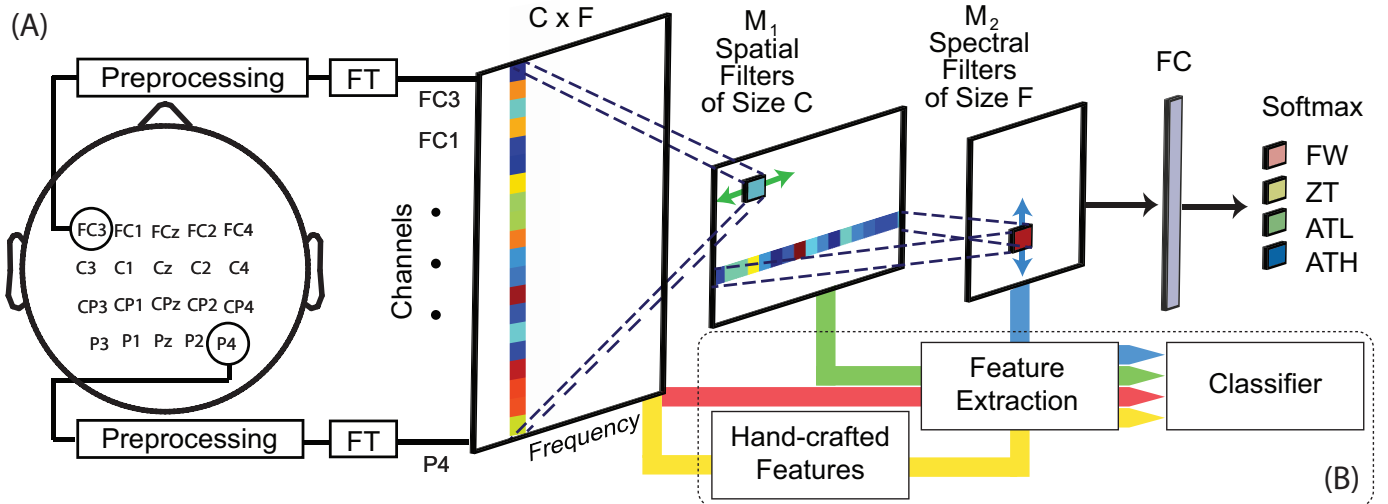 (A)
C x F
M1
Spatial
Filters
of Size C
M2
Spectral
Filters
of Size F
FC
Softmax
FW
ZT
ATL
ATH
Preprocessing
FT
FC3
FC1
Channels
FC3 FC1 FCz FC2 FC4
C3 C1 Cz C2 C4
CP3 CP1 CPz CP2 CP4
P3 P1 Pz P2 P4
Preprocessing
FT
P4
Frequency
Hand-crafted
Features
Feature
Extraction
Classifier
(B)